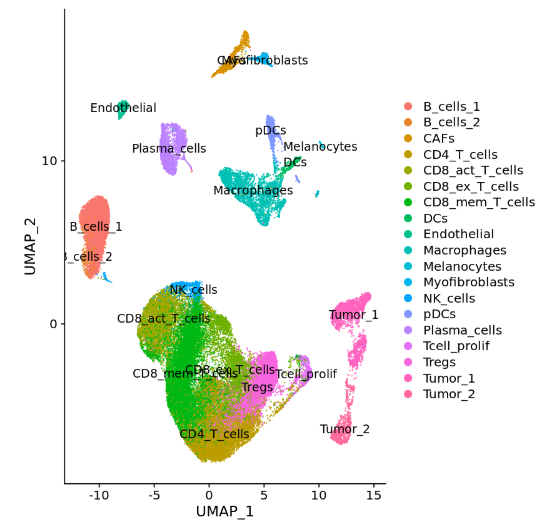 CAFs
Myofibroblasts
Endothelial
pDCs
Plasma_cells
Melanocytes
DCs
Macrophages
B_cells_1
B_cells_2
NK_cells
CD8_act_T_cells
Tumor_1
CD8_ex_T_cells
CD8_mem_T_cells
Tcell_prolif
Tregs
CD4_T_cells
Tumor_2
10
0
UMAP_2
-10
-5
0
5
10
15
UMAP_1
B_cells_1
B_cells_2
CAFs
CD4_T_cells
CD8_act_T_cells
CD8_ex_T_cells
CD8_mem_T_cells
DCs
Endothelial
Macrophages
Melanocytes
Myofibroblasts
NK_cells
pDCs
Plasma_cells
Tcell_prolif
Tregs
Tumor_1
Tumor_2